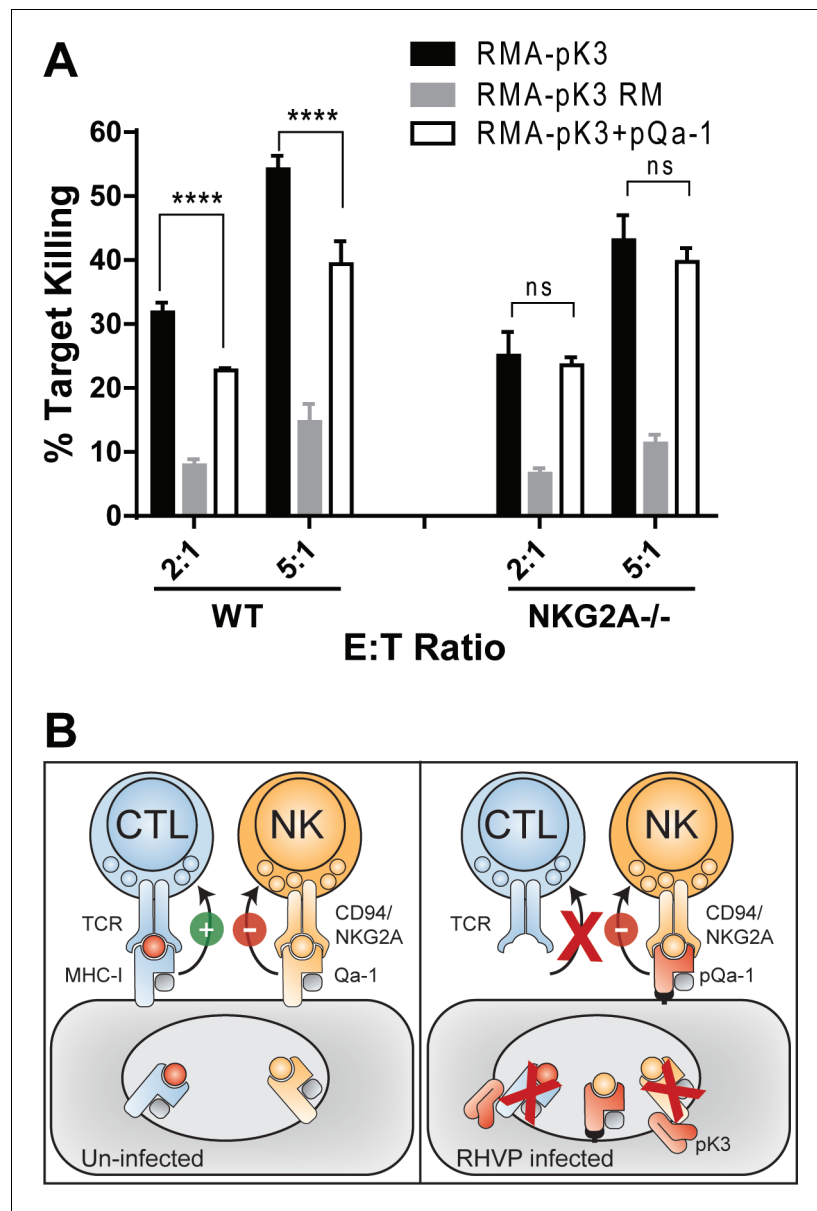 A
RMA-pK3
RMA-pK3 RM
RMA-pK3+pQa-1
60
50
40
30
20
10
0
% Target Killing
****
****
ns
ns
2:1
5:1
2:1
5:1
WT
NKG2A-/-
E:T Ratio
B
CTL
NK
TCR
+
-
CD94/
NKG2A
MHC-I
Qa-1
Un-infected
CTL
NK
TCR
X
-
CD94/
NKG2A
pQa-1
X
X
pK3
RHVP infected